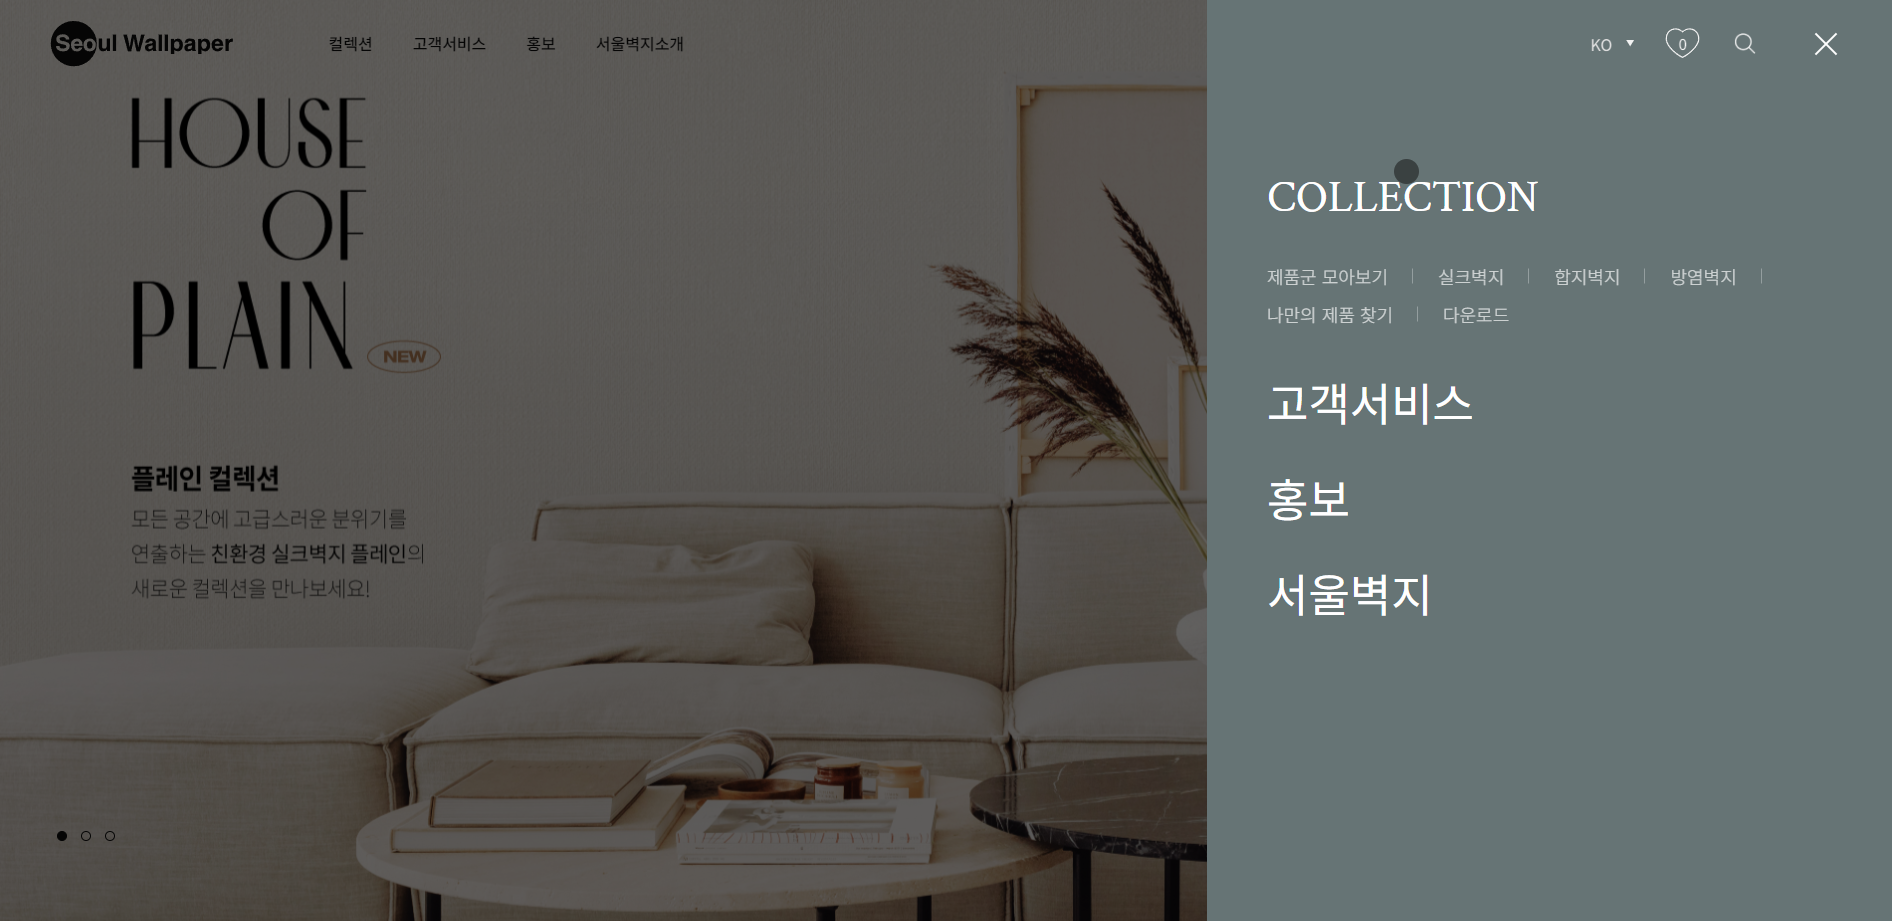 Seoul Wallpaper
컬렉션 고객서비스 홍보 서울벽지소개
KO ▼ 0
HOUSE
OF
PLAIN NEW
플레인 컬렉션
모든 공간에 고급스러운 분위기를
연출하는 친환경 실크벽지 플레인의
새로운 컬렉션을 만나보세요!
COLLECTION
제품군 모아보기 실크벽지 합지벽지 방염벽지
나만의 제품 찾기 다운로드
고객서비스
홍보
서울벽지